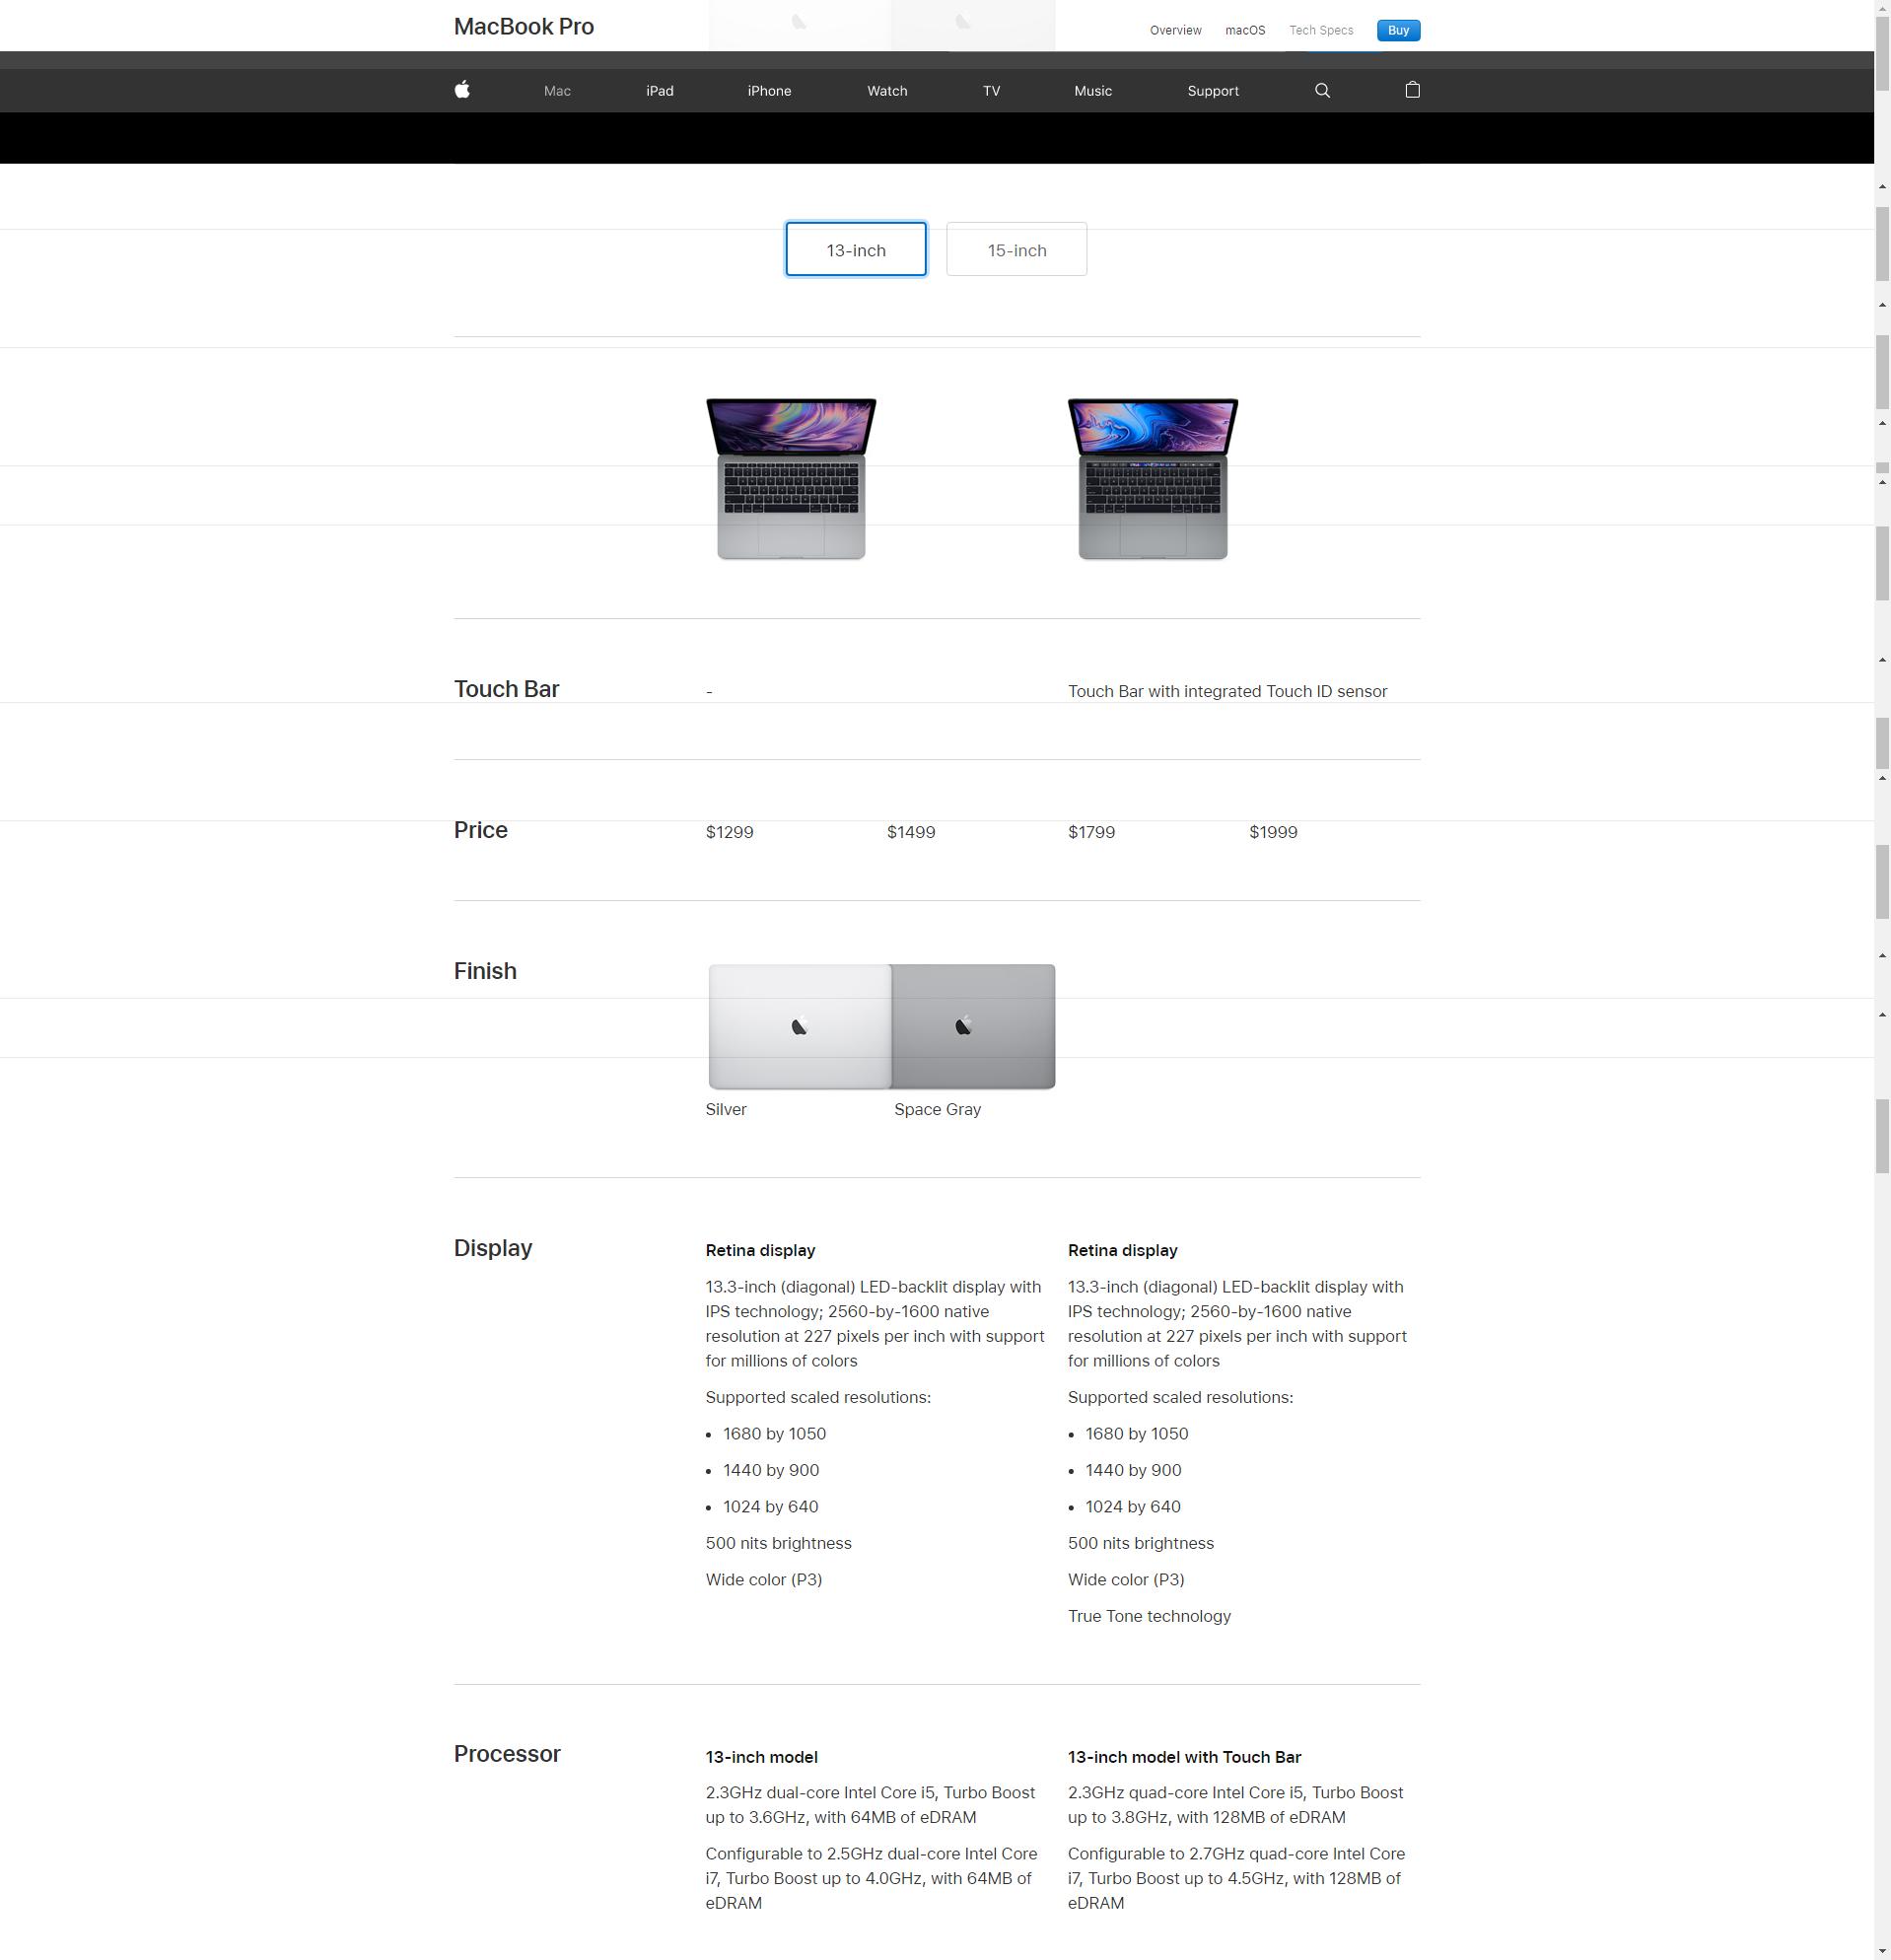 MacBook Pro
Overview macOS Tech Specs Buy
Mac iPad iPhone Watch TV Music Support
13-inch 15-inch
Touch Bar - Touch Bar with integrated Touch ID sensor
Price $1299 $1499 $1799 $1999
Finish
Silver Space Gray
Display
Retina display
13.3-inch (diagonal) LED-backlit display with
IPS technology; 2560-by-1600 native
resolution at 227 pixels per inch with support
for millions of colors
Supported scaled resolutions:
• 1680 by 1050
• 1440 by 900
• 1024 by 640
500 nits brightness
Wide color (P3)
Retina display
13.3-inch (diagonal) LED-backlit display with
IPS technology; 2560-by-1600 native
resolution at 227 pixels per inch with support
for millions of colors
Supported scaled resolutions:
• 1680 by 1050
• 1440 by 900
• 1024 by 640
500 nits brightness
Wide color (P3)
True Tone technology
Processor
13-inch model
2.3GHz dual-core Intel Core i5, Turbo Boost
up to 3.6GHz, with 64MB of eDRAM
Configurable to 2.5GHz dual-core Intel Core
i7, Turbo Boost up to 4.0GHz, with 64MB of
eDRAM
13-inch model with Touch Bar
2.3GHz quad-core Intel Core i5, Turbo Boost
up to 3.8GHz, with 128MB of eDRAM
Configurable to 2.7GHz quad-core Intel Core
i7, Turbo Boost up to 4.5GHz, with 128MB of
eDRAM